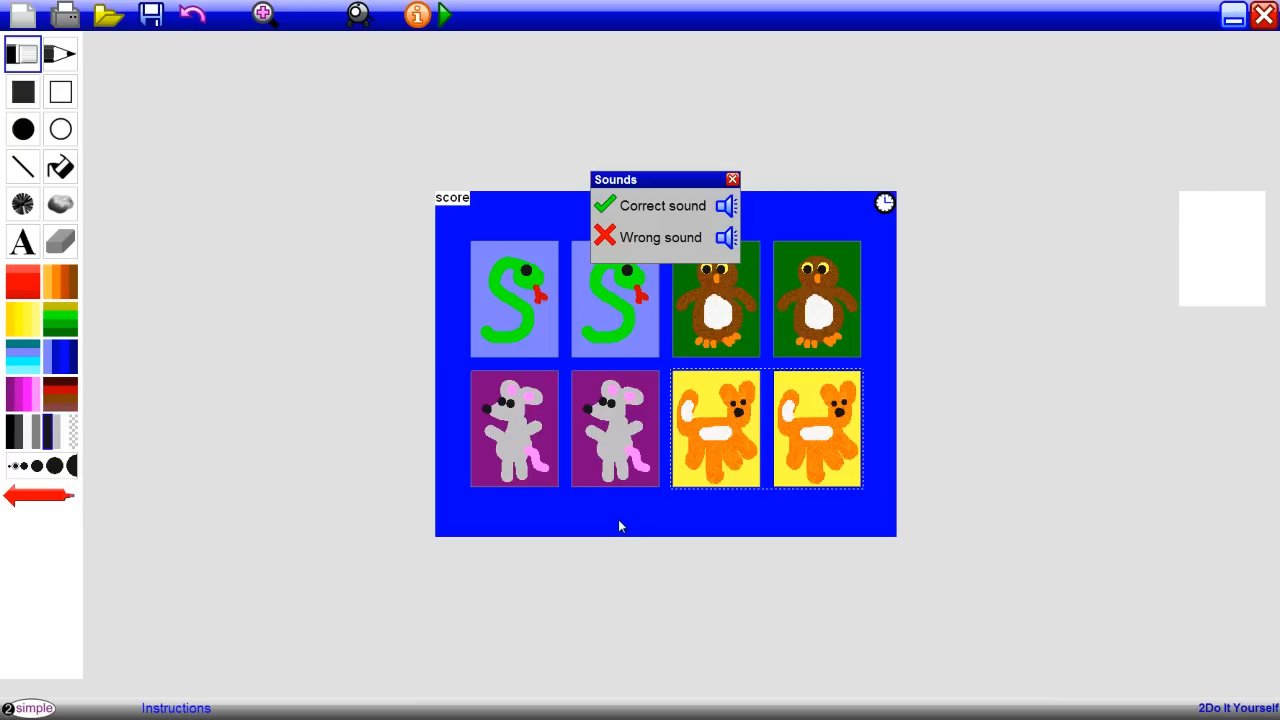 Sounds
score
Correct sound
Wrong sound
A
2simple
Instructions
2Do It Yourself